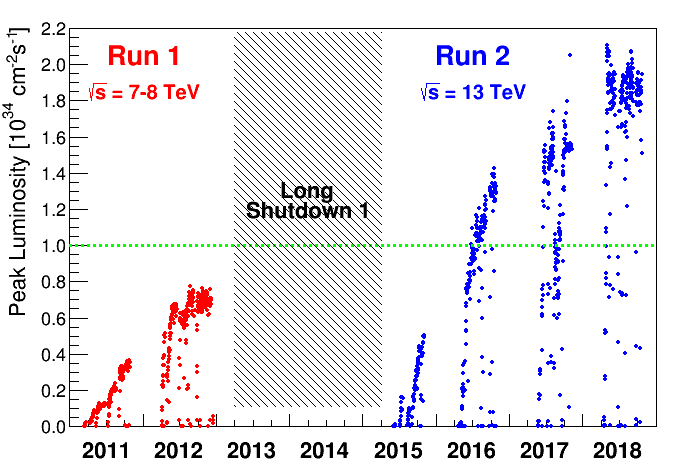 Peak Luminosity [10³⁴ cm⁻²s⁻¹]
2.2
2.0
1.8
1.6
1.4
1.2
1.0
0.8
0.6
0.4
0.2
0.0
Run 1
√s = 7-8 TeV
Long
Shutdown 1
Run 2
√s = 13 TeV
2011 2012 2013 2014 2015 2016 2017 2018